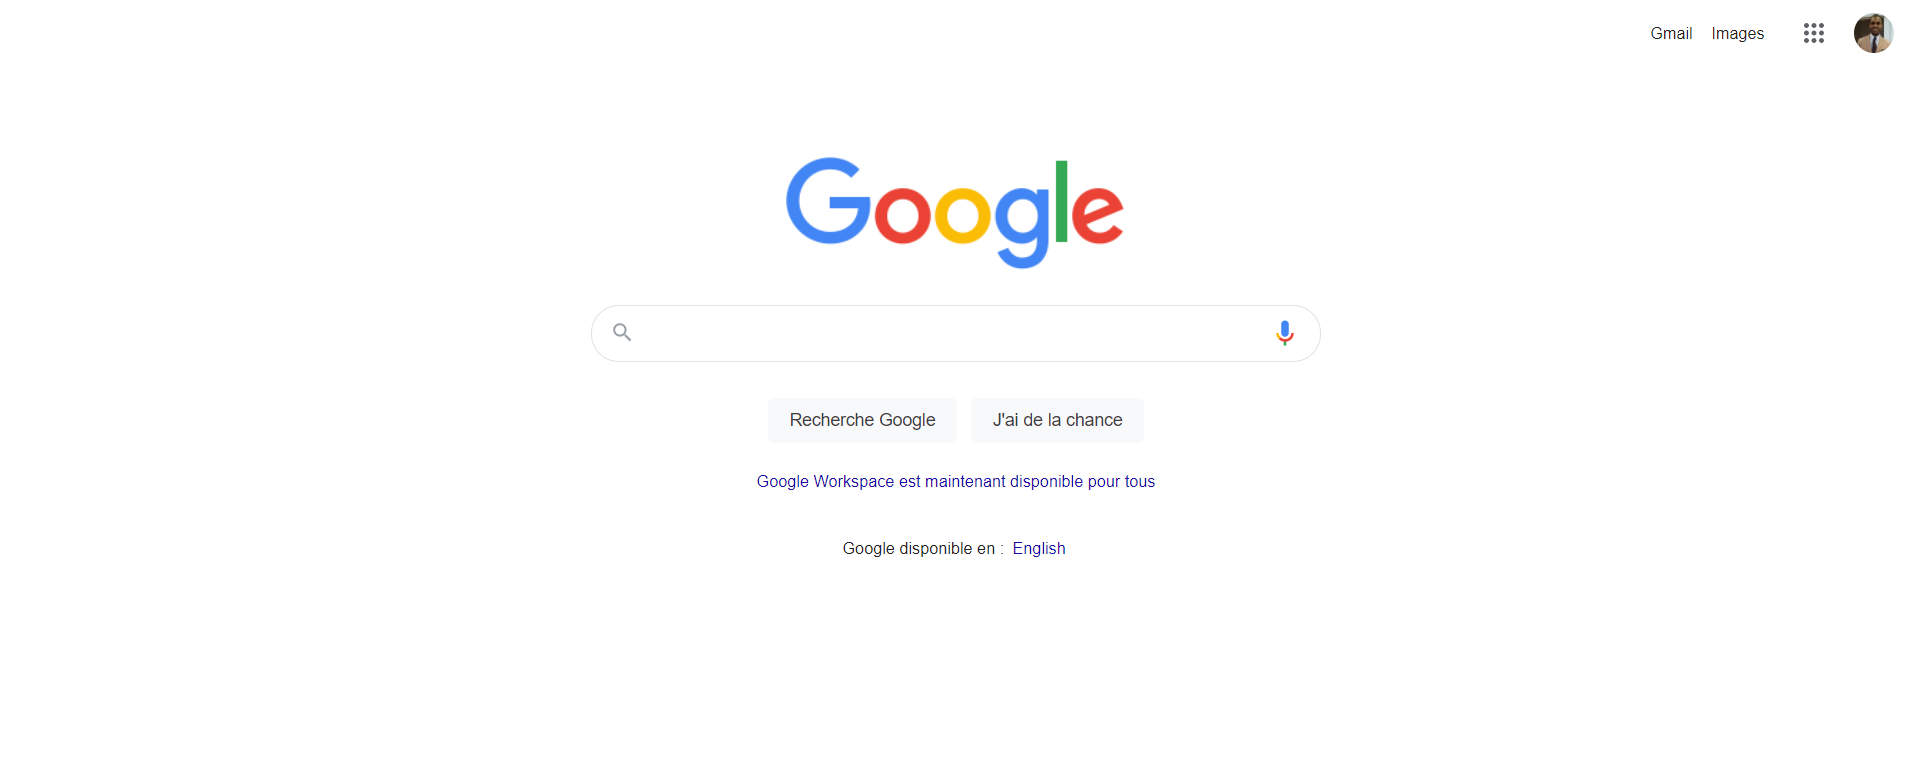 Gmail Images
Google
Recherche Google J'ai de la chance
Google Workspace est maintenant disponible pour tous
Google disponible en : English